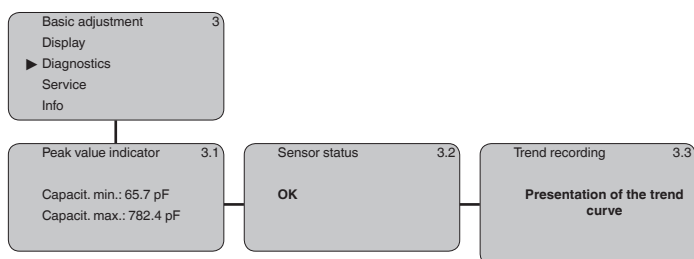 Basic adjustment 3
Display
▶ Diagnostics
Service
Info
Peak value indicator 3.1
Capacit. min.: 65.7 pF
Capacit. max.: 782.4 pF
Sensor status 3.2
OK
Trend recording 3.3
Presentation of the trend
curve